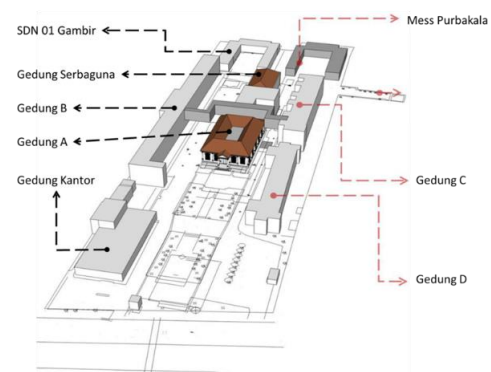 SDN 01 Gambir
Gedung Serbaguna
Gedung B
Gedung A
Gedung Kantor
Mess Purbakala
Gedung C
Gedung D